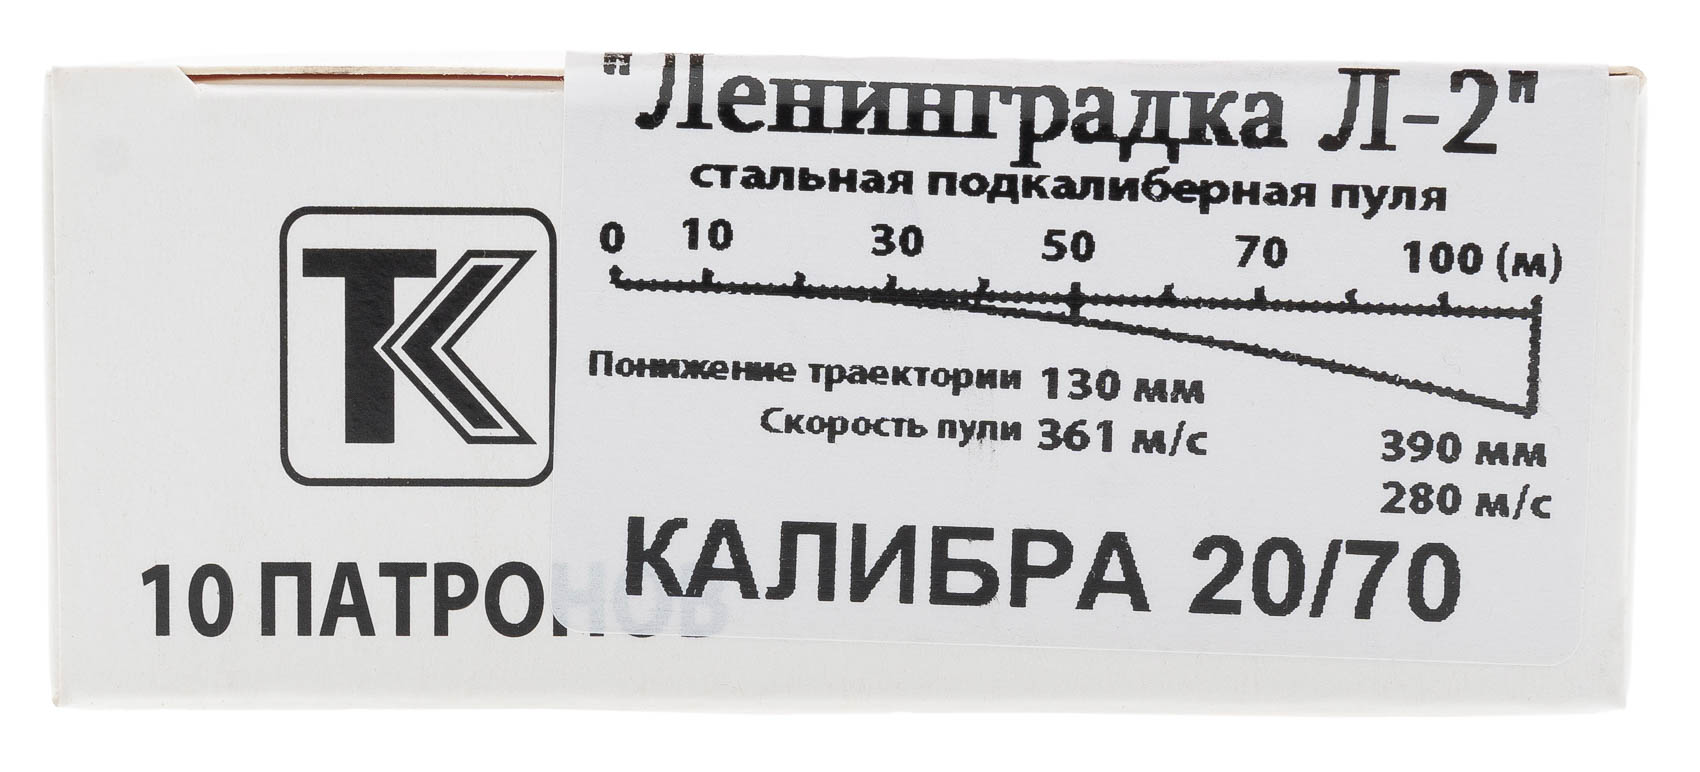 "Ленинградка Л-2"
стальная подкалиберная пуля
0 10 30 50 70 100 (м)
Понижение траектории 130 мм
Скорость пули 361 м/с
390 мм
280 м/с
КАЛИБРА 20/70
ТК
10 ПАТРОНОВ